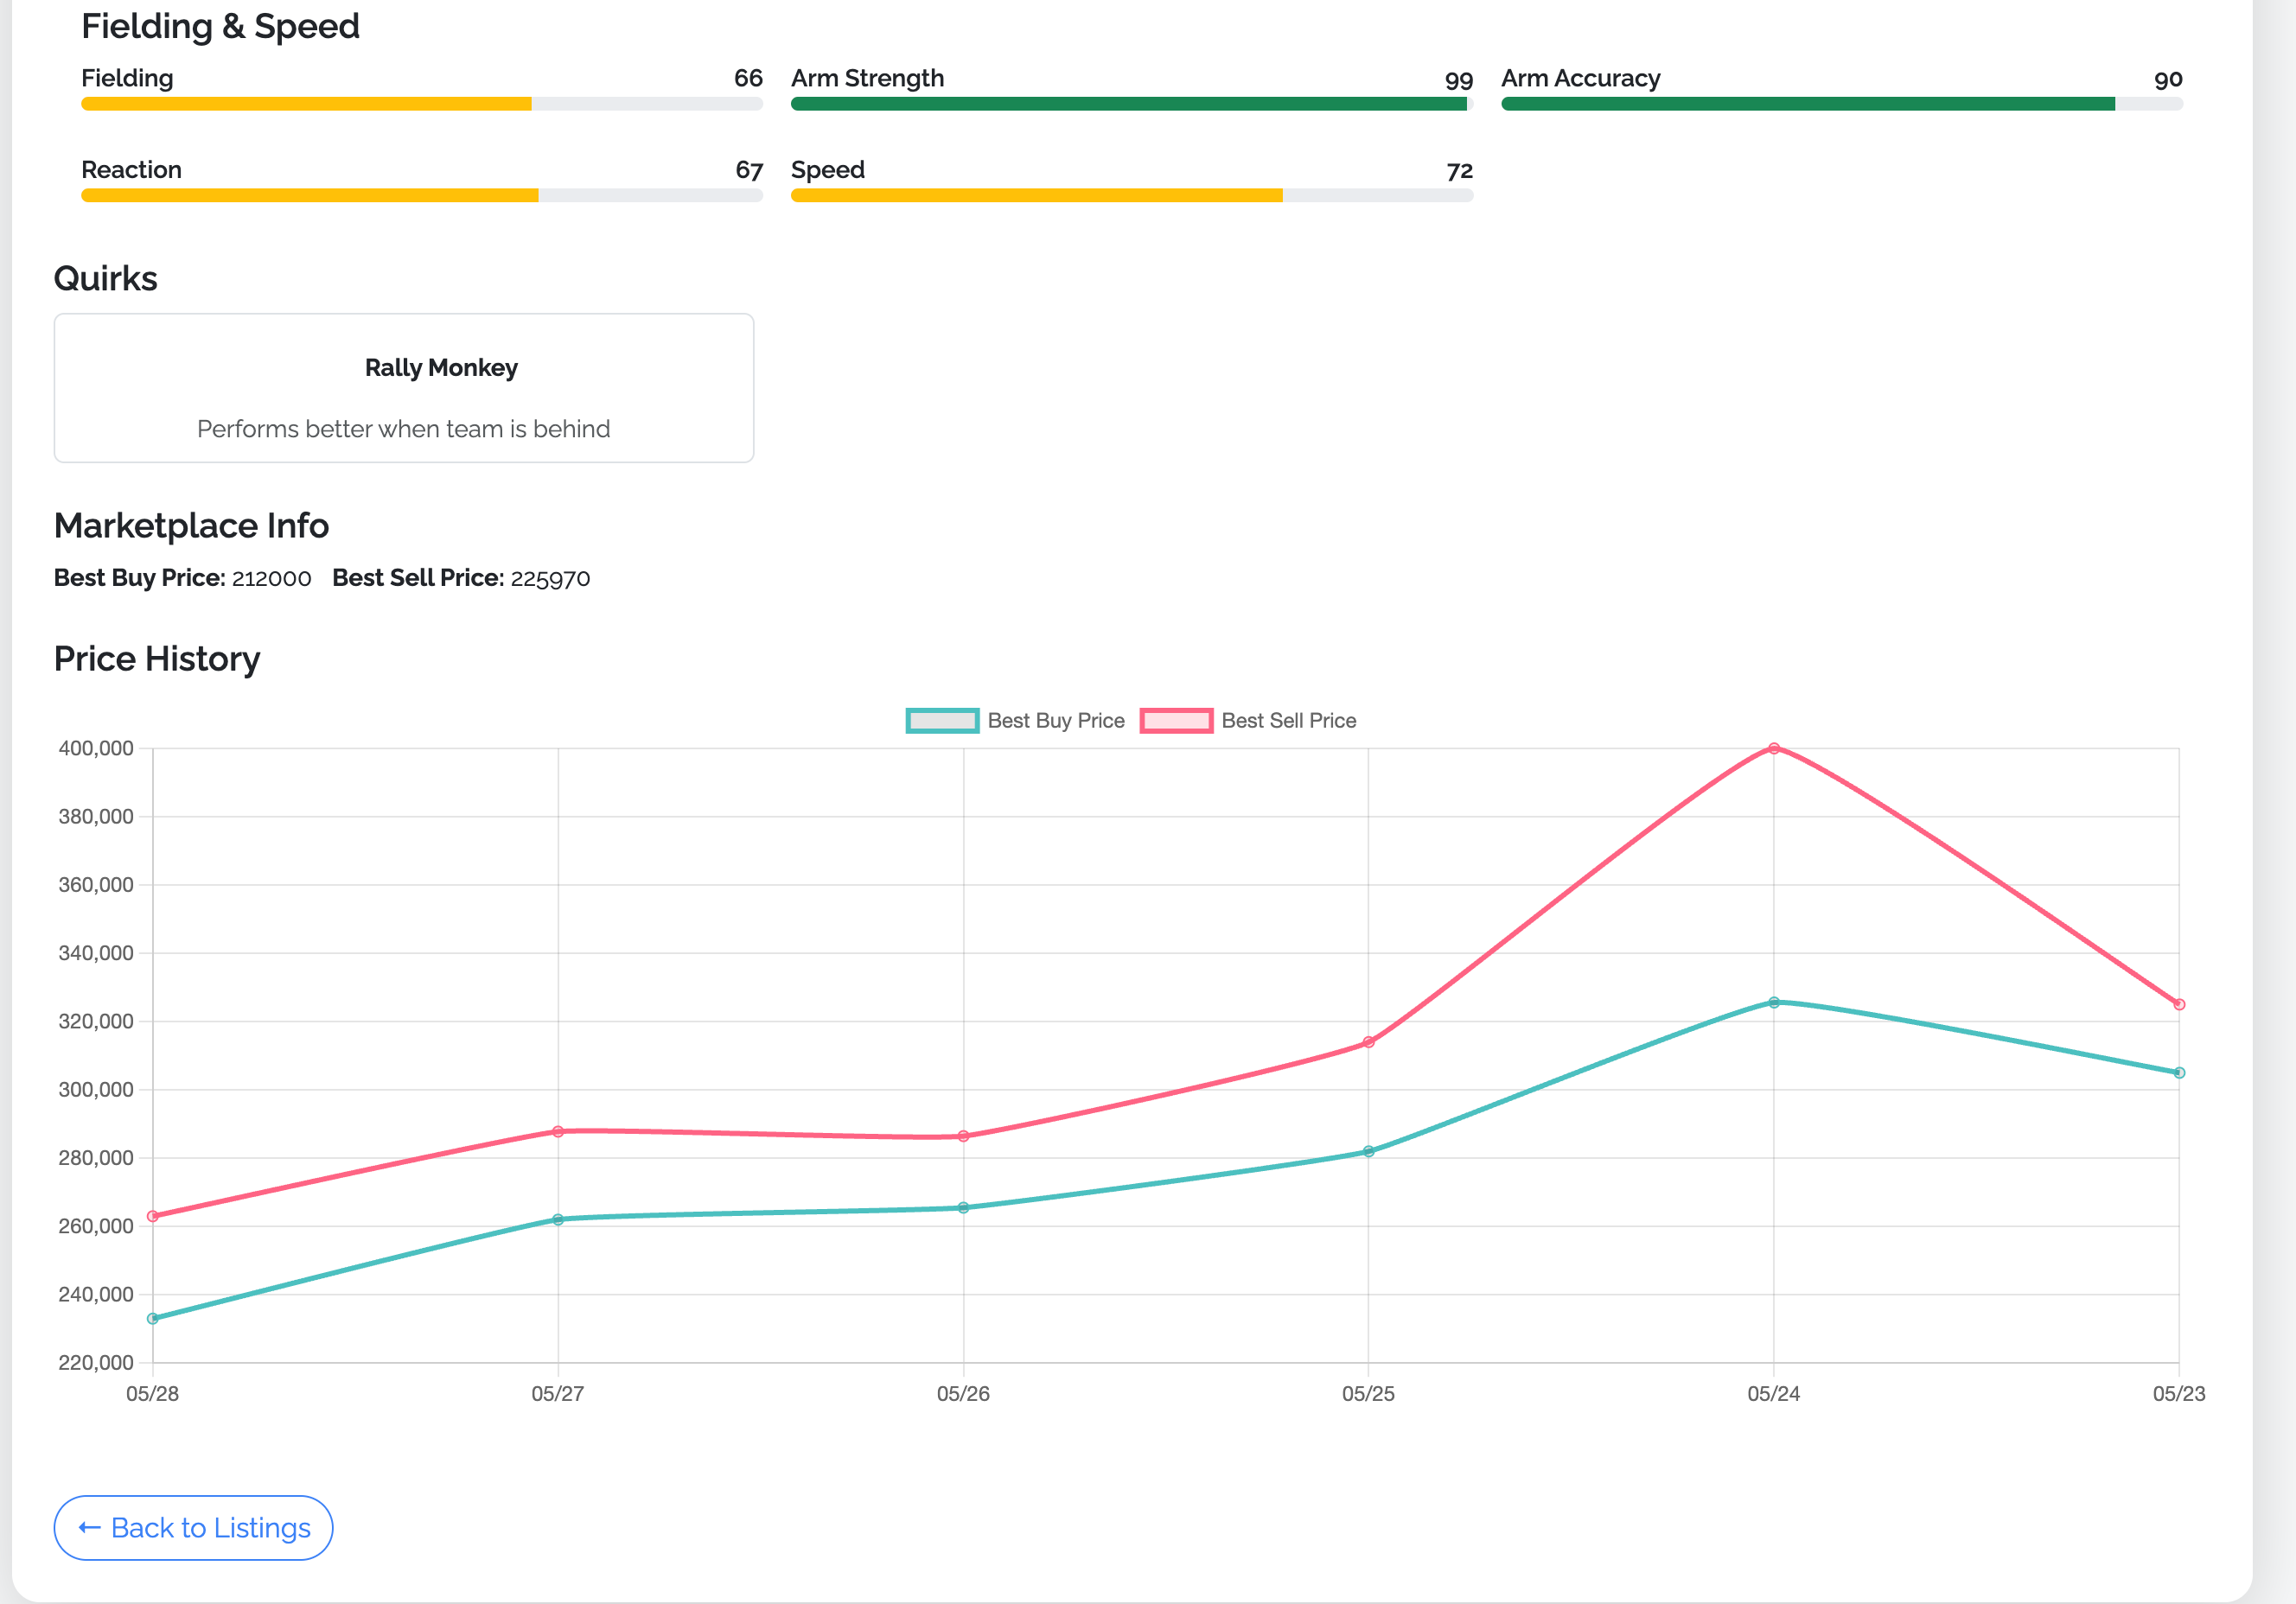 Fielding & Speed
Fielding 66 Arm Strength 99 Arm Accuracy 90
Reaction 67 Speed 72
Quirks
Rally Monkey
Performs better when team is behind
Marketplace Info
Best Buy Price: 212000 Best Sell Price: 225970
Price History
Best Buy Price Best Sell Price
400,000
380,000
360,000
340,000
320,000
300,000
280,000
260,000
240,000
220,000
05/28 05/27 05/26 05/25 05/24 05/23
← Back to Listings